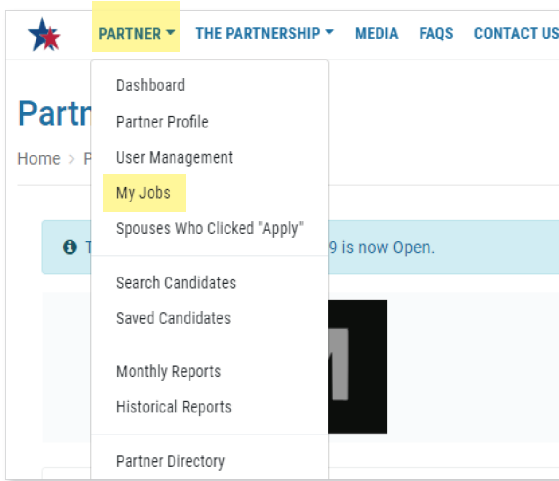 PARTNER THE PARTNERSHIP MEDIA FAQS CONTACT US
Dashboard
Partner Profile
User Management
My Jobs
Spouses Who Clicked "Apply"
Search Candidates
Saved Candidates
Monthly Reports
Historical Reports
Partner Directory
Partn
Home > P
T
9 is now Open.
M